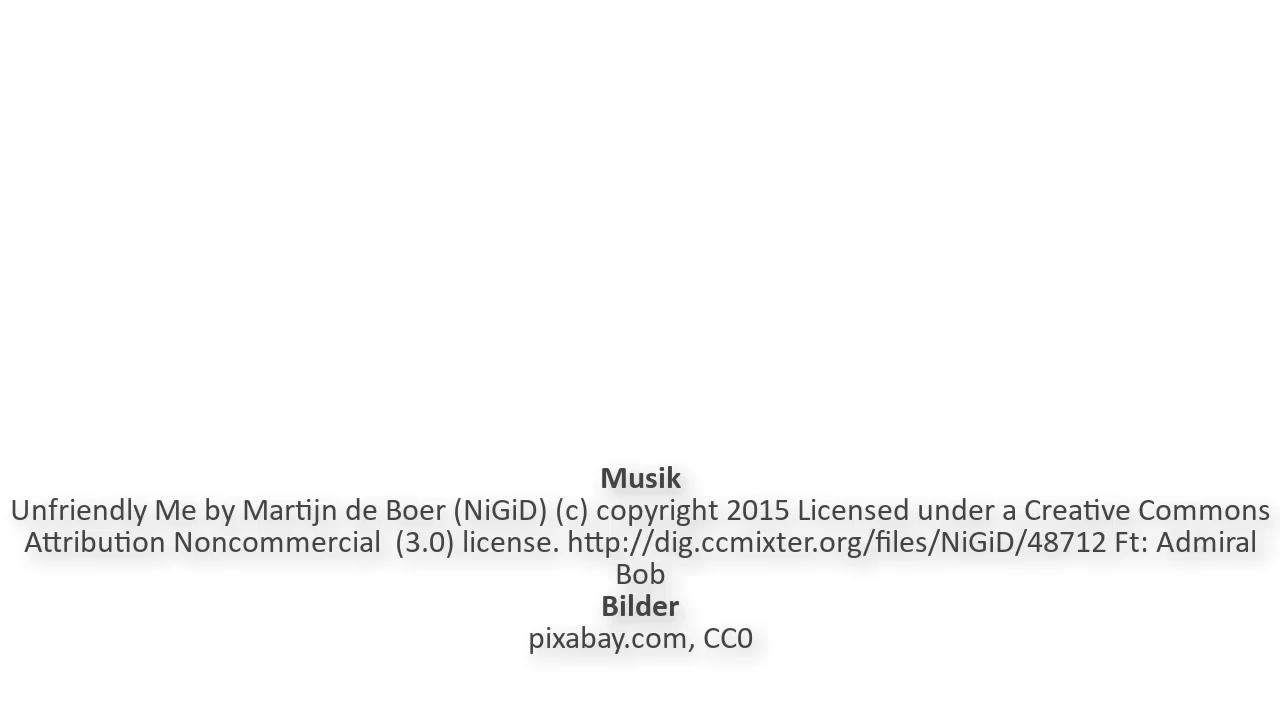 Musik
Unfriendly Me by Martijn de Boer (NiGiD) (c) copyright 2015 Licensed under a Creative Commons
Attribution Noncommercial  (3.0) license. http://dig.ccmixter.org/files/NiGiD/48712 Ft: Admiral
Bob
Bilder
pixabay.com, CC0